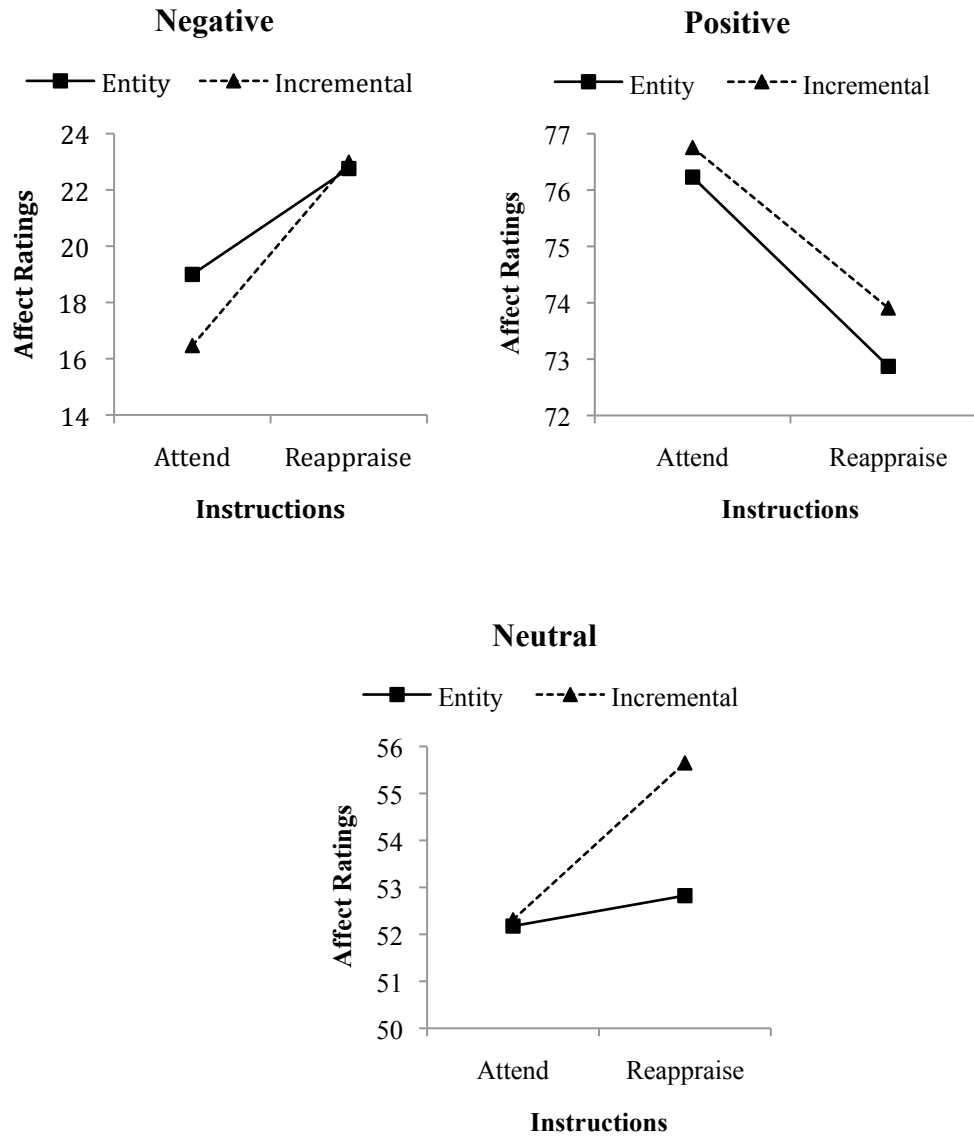 Negative
Entity Incremental
24
22
20
18
16
14
Affect Ratings
Attend Reappraise
Instructions
Positive
Entity Incremental
77
76
75
74
73
72
Affect Ratings
Attend Reappraise
Instructions
Neutral
Entity Incremental
56
55
54
53
52
51
50
Affect Ratings
Attend Reappraise
Instructions